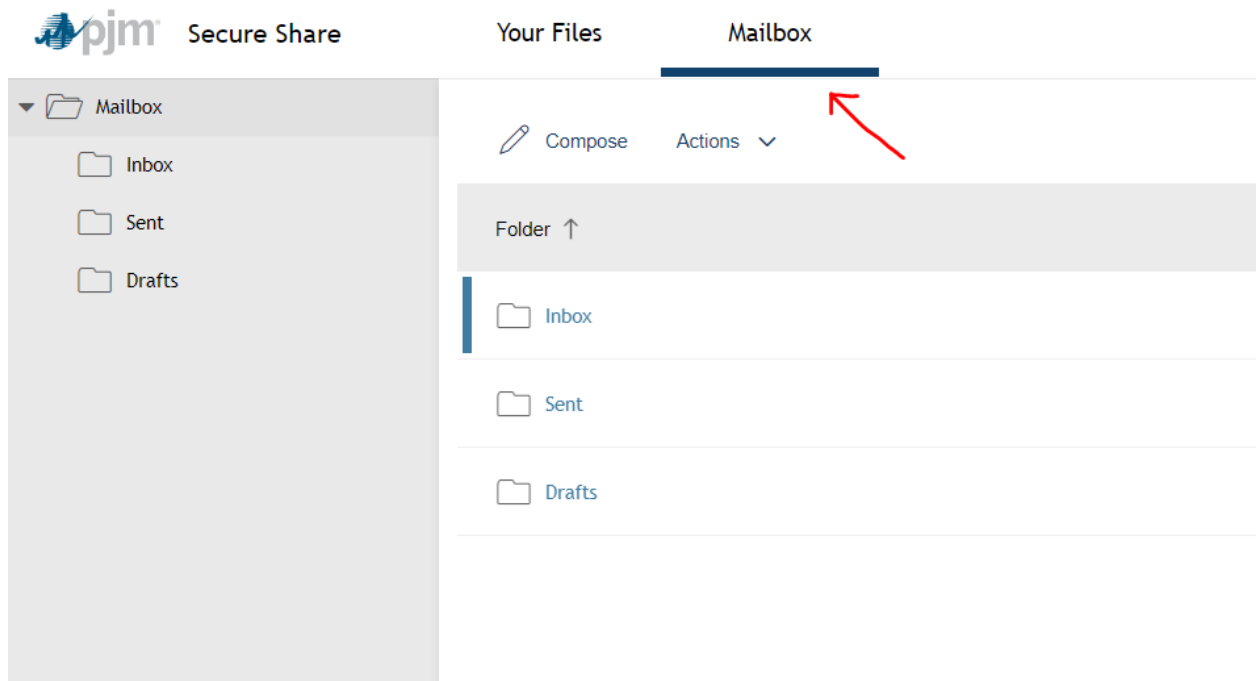 pjm Secure Share Your Files Mailbox
Mailbox
Inbox
Sent
Drafts
Compose Actions
Folder
Inbox
Sent
Drafts